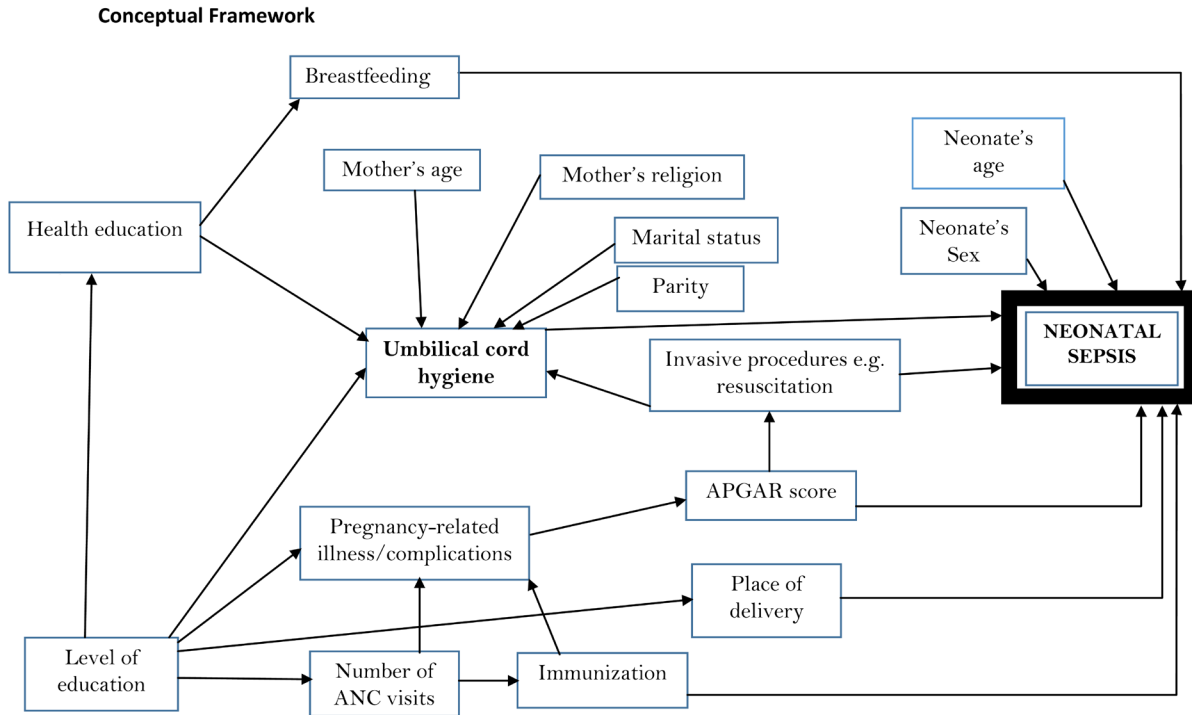 Conceptual Framework
Breastfeeding
Neonate’s
age
Mother’s age
Mother’s religion
Health education
Marital status
Neonate’s
Sex
Parity
Umbilical cord
hygiene
Invasive procedures e.g.
resuscitation
NEONATAL
SEPSIS
APGAR score
Pregnancy-related
illness/complications
Place of
delivery
Level of
education
Number of
ANC visits
Immunization